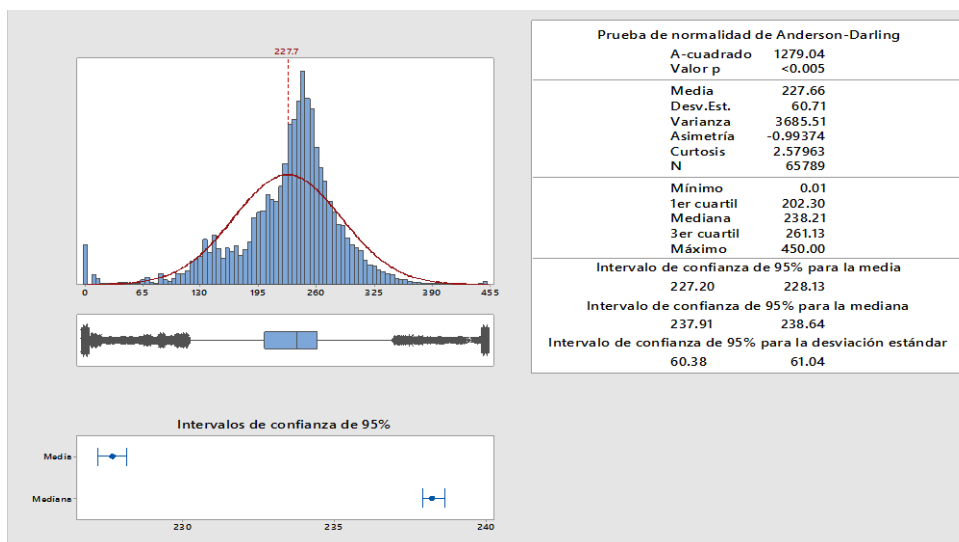 227.7
0 65 130 195 260 325 390 455
Intervalos de confianza de 95%
Media
Mediana
230 235 240
Prueba de normalidad de Anderson-Darling
A-cuadrado 1279.04
Valor p <0.005
Media 227.66
Desv.Est. 60.71
Varianza 3685.51
Asimetría -0.99374
Curtosis 2.57963
N 65789
Mínimo 0.01
1er cuartil 202.30
Mediana 238.21
3er cuartil 261.13
Máximo 450.00
Intervalo de confianza de 95% para la media
227.20 228.13
Intervalo de confianza de 95% para la mediana
237.91 238.64
Intervalo de confianza de 95% para la desviación estándar
60.38 61.04